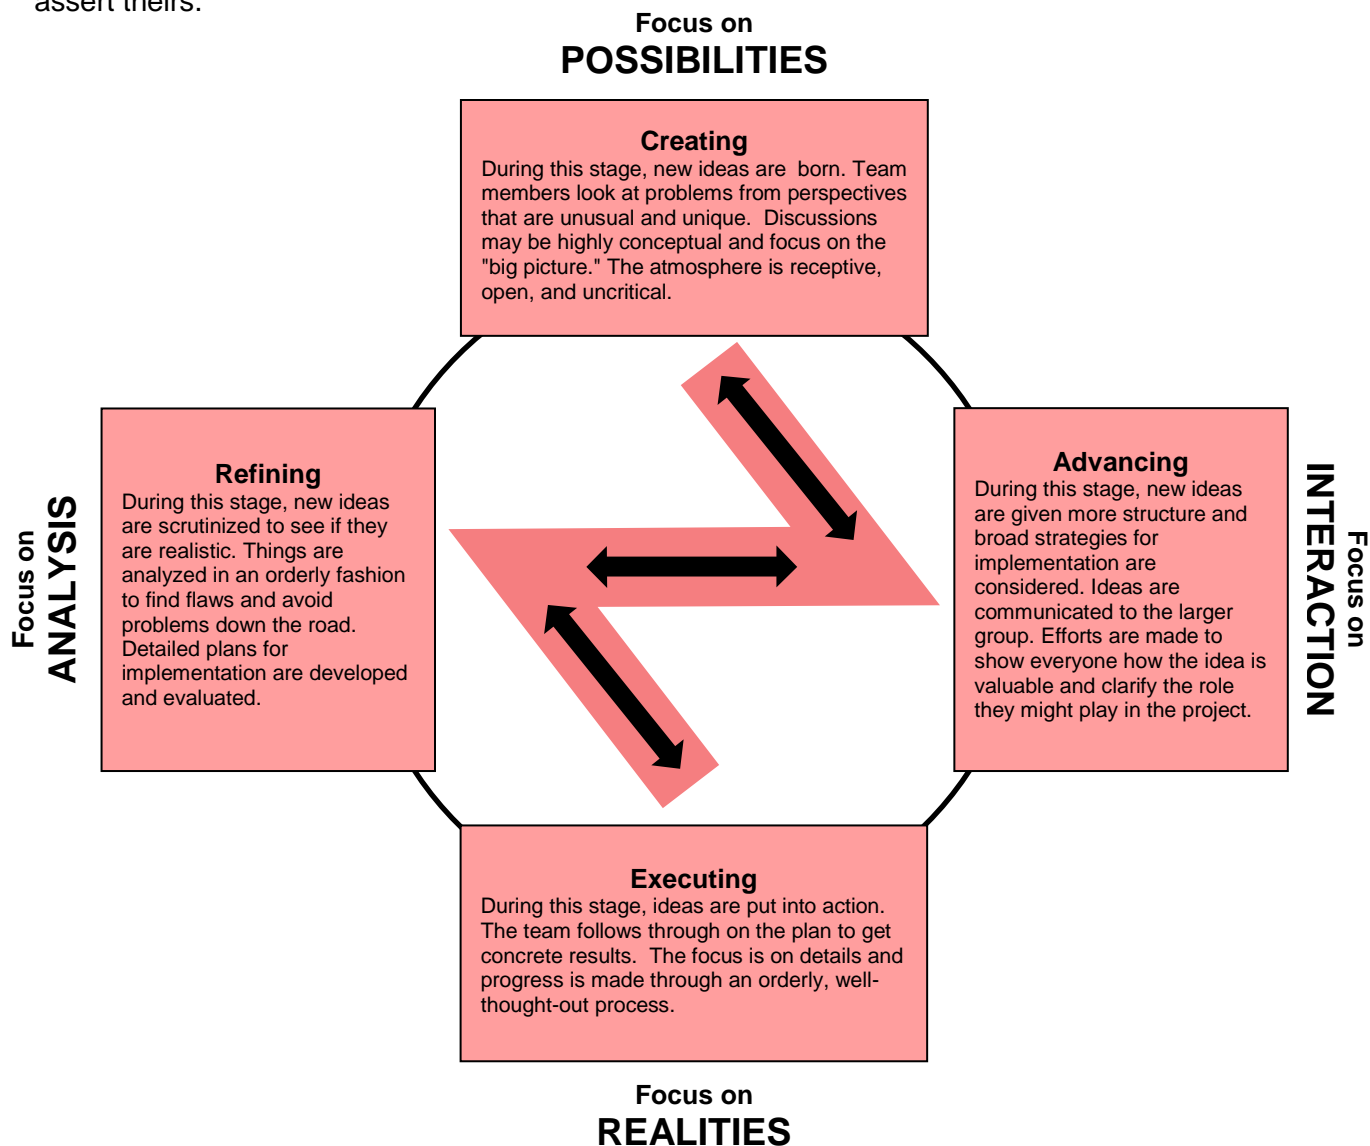 assert theirs.
Focus on
POSSIBILITIES
Creating
During this stage, new ideas are  born. Team
members look at problems from perspectives
that are unusual and unique.  Discussions
may be highly conceptual and focus on the
"big picture." The atmosphere is receptive,
open, and uncritical.
Focus on
ANALYSIS
Refining
During this stage, new ideas
are scrutinized to see if they
are realistic. Things are
analyzed in an orderly fashion
to find flaws and avoid
problems down the road.
Detailed plans for
implementation are developed
and evaluated.
Advancing
During this stage, new ideas
are given more structure and
broad strategies for
implementation are
considered. Ideas are
communicated to the larger
group. Efforts are made to
show everyone how the idea is
valuable and clarify the role
they might play in the project.
Focus on
INTERACTION
Executing
During this stage, ideas are put into action.
The team follows through on the plan to get
concrete results.  The focus is on details and
progress is made through an orderly, well-
thought-out process.
Focus on
REALITIES